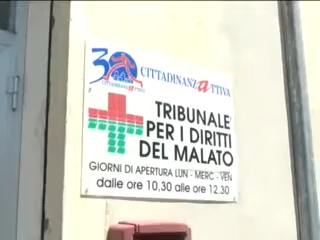 30 CITTADINANZATTIVA
CITTADINANZATTIVA
TRIBUNALE
PER I DIRITTI
DEL MALATO
GIORNI DI APERTURA LUN - MERC - VEN
dalle ore 10,30 alle ore 12.30